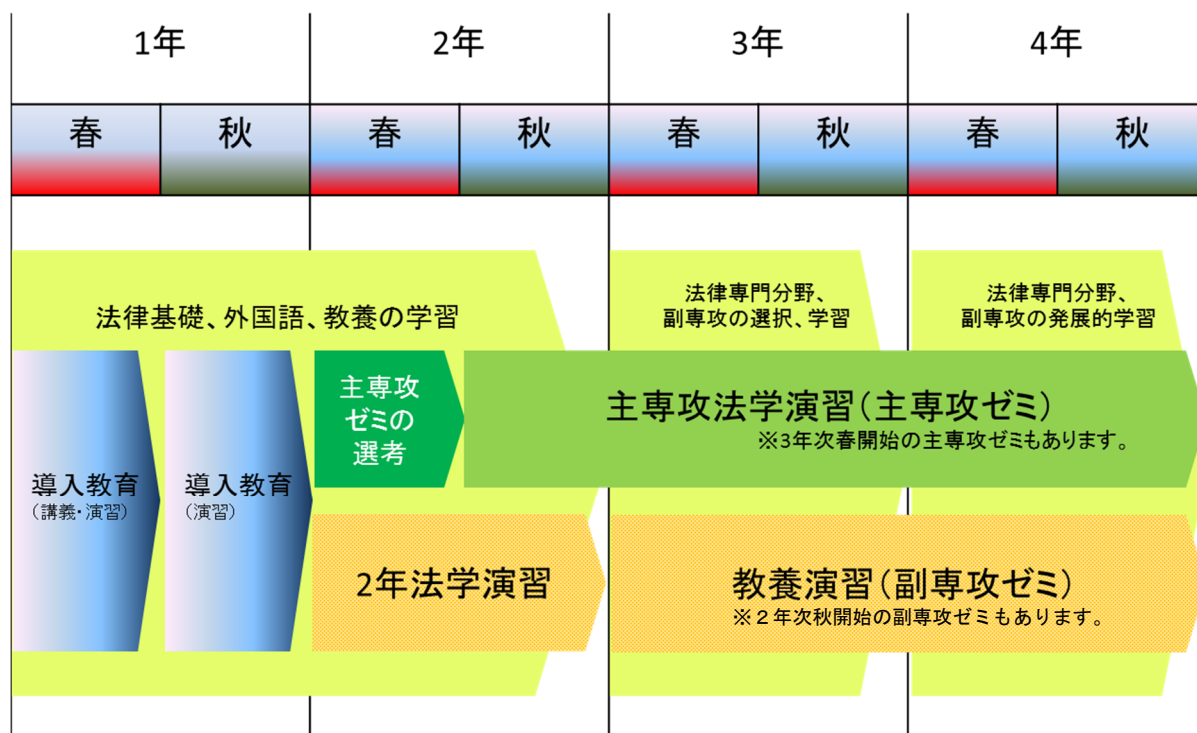 1年
2年
3年
4年
春
秋
春
秋
春
秋
春
秋
法律基礎、外国語、教養の学習
法律専門分野、
副専攻の選択、学習
法律専門分野、
副専攻の発展的学習
導入教育
（講義・演習）
導入教育
（演習）
主専攻
ゼミの
選考
主専攻法学演習（主専攻ゼミ）
※3年次春開始の主専攻ゼミもあります。
2年法学演習
教養演習（副専攻ゼミ）
※２年次秋開始の副専攻ゼミもあります。